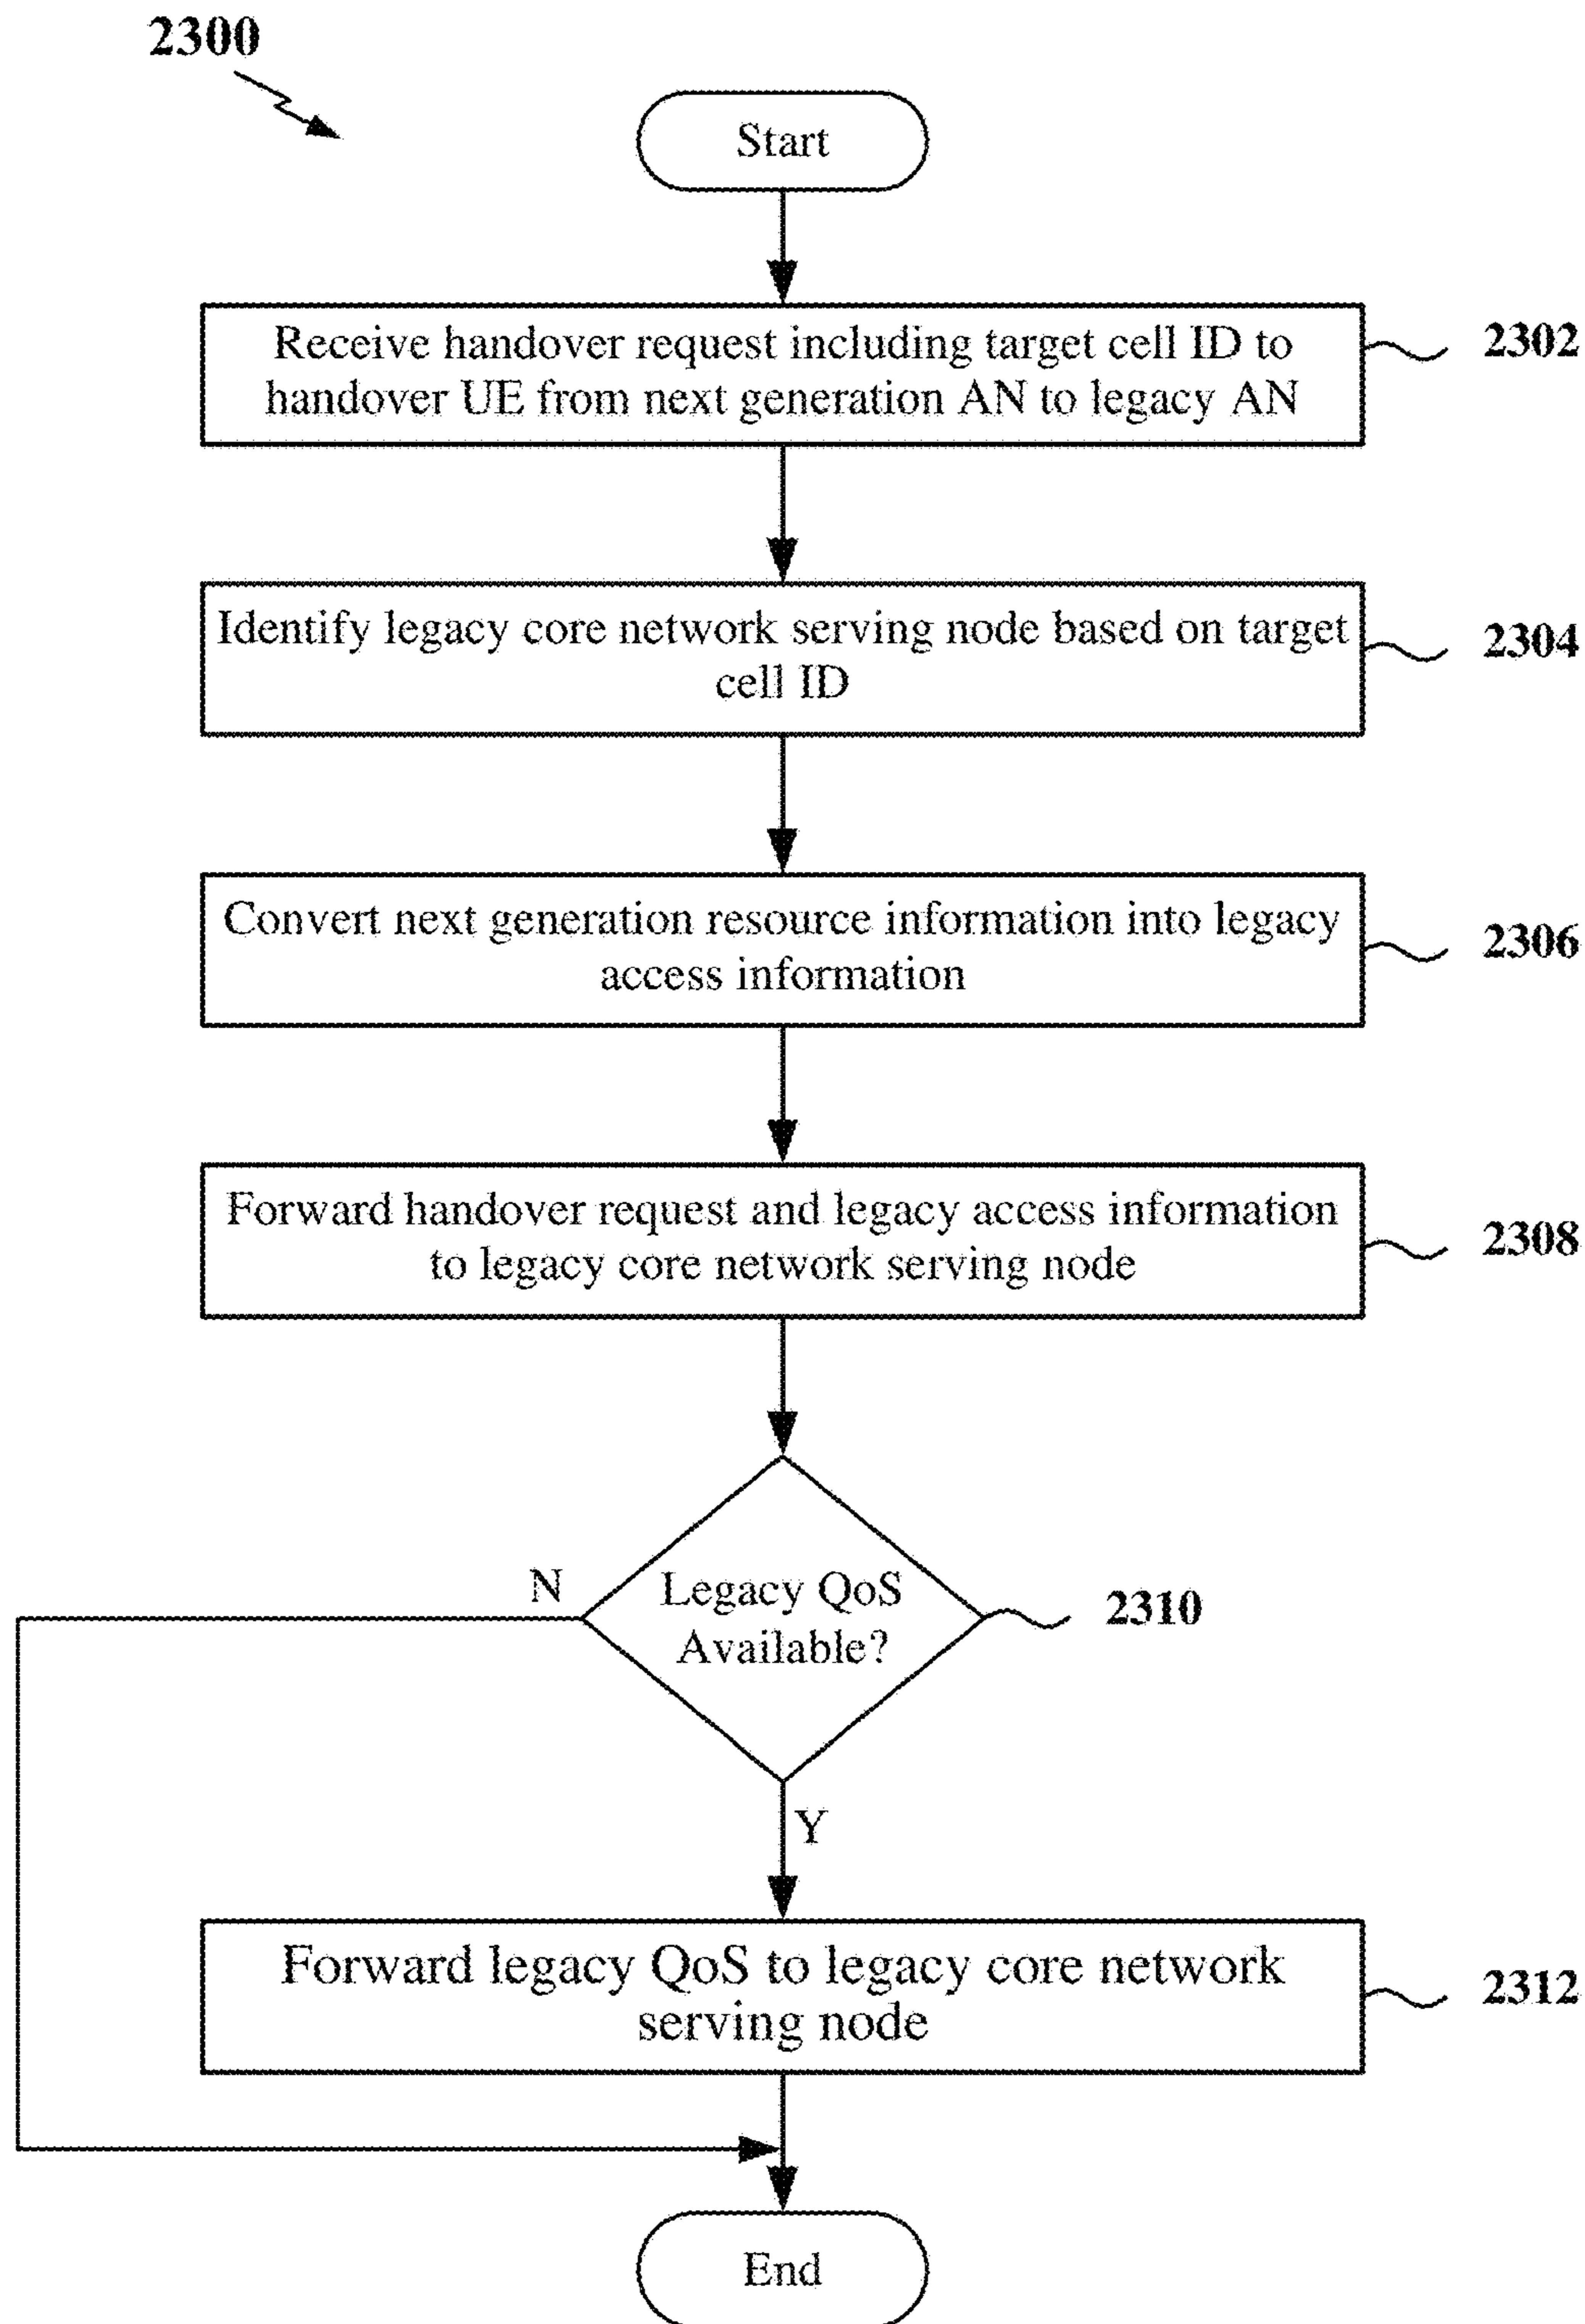 2300
Start
Receive handover request including target cell ID to
handover UE from next generation AN to legacy AN
2302
Identify legacy core network serving node based on target
cell ID
2304
Convert next generation resource information into legacy
access information
2306
Forward handover request and legacy access information
to legacy core network serving node
2308
N
Legacy QoS
Available?
2310
Y
Forward legacy QoS to legacy core network
serving node
2312
End